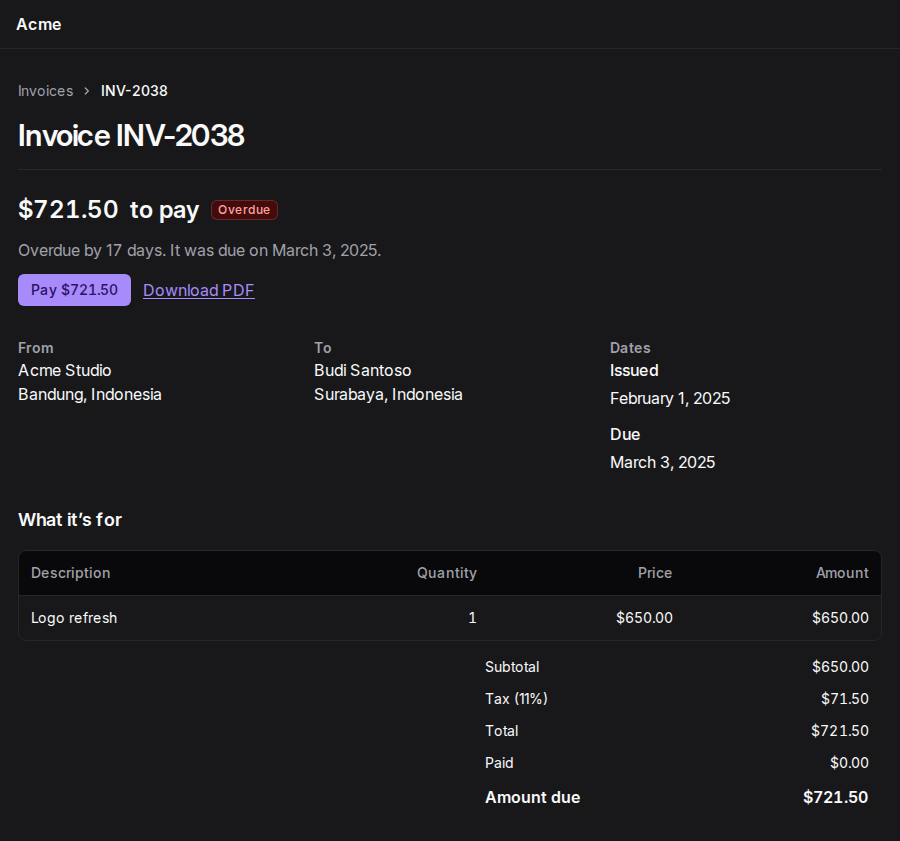 Acme
Invoices › INV-2038
Invoice INV-2038
$721.50 to pay Overdue
Overdue by 17 days. It was due on March 3, 2025.
Pay $721.50 Download PDF
From
Acme Studio
Bandung, Indonesia
To
Budi Santoso
Surabaya, Indonesia
Dates
Issued
February 1, 2025
Due
March 3, 2025
What it’s for
Description Quantity Price Amount
Logo refresh 1 $650.00 $650.00
Subtotal $650.00
Tax (11%) $71.50
Total $721.50
Paid $0.00
Amount due $721.50